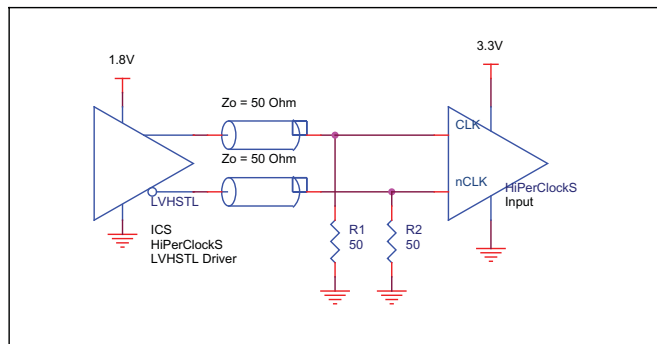 1.8V
3.3V
Zo = 50 Ohm
CLK
Zo = 50 Ohm
nCLK
HiPerClockS
Input
LVHSTL
ICS
HiPerClockS
LVHSTL Driver
R1
50
R2
50